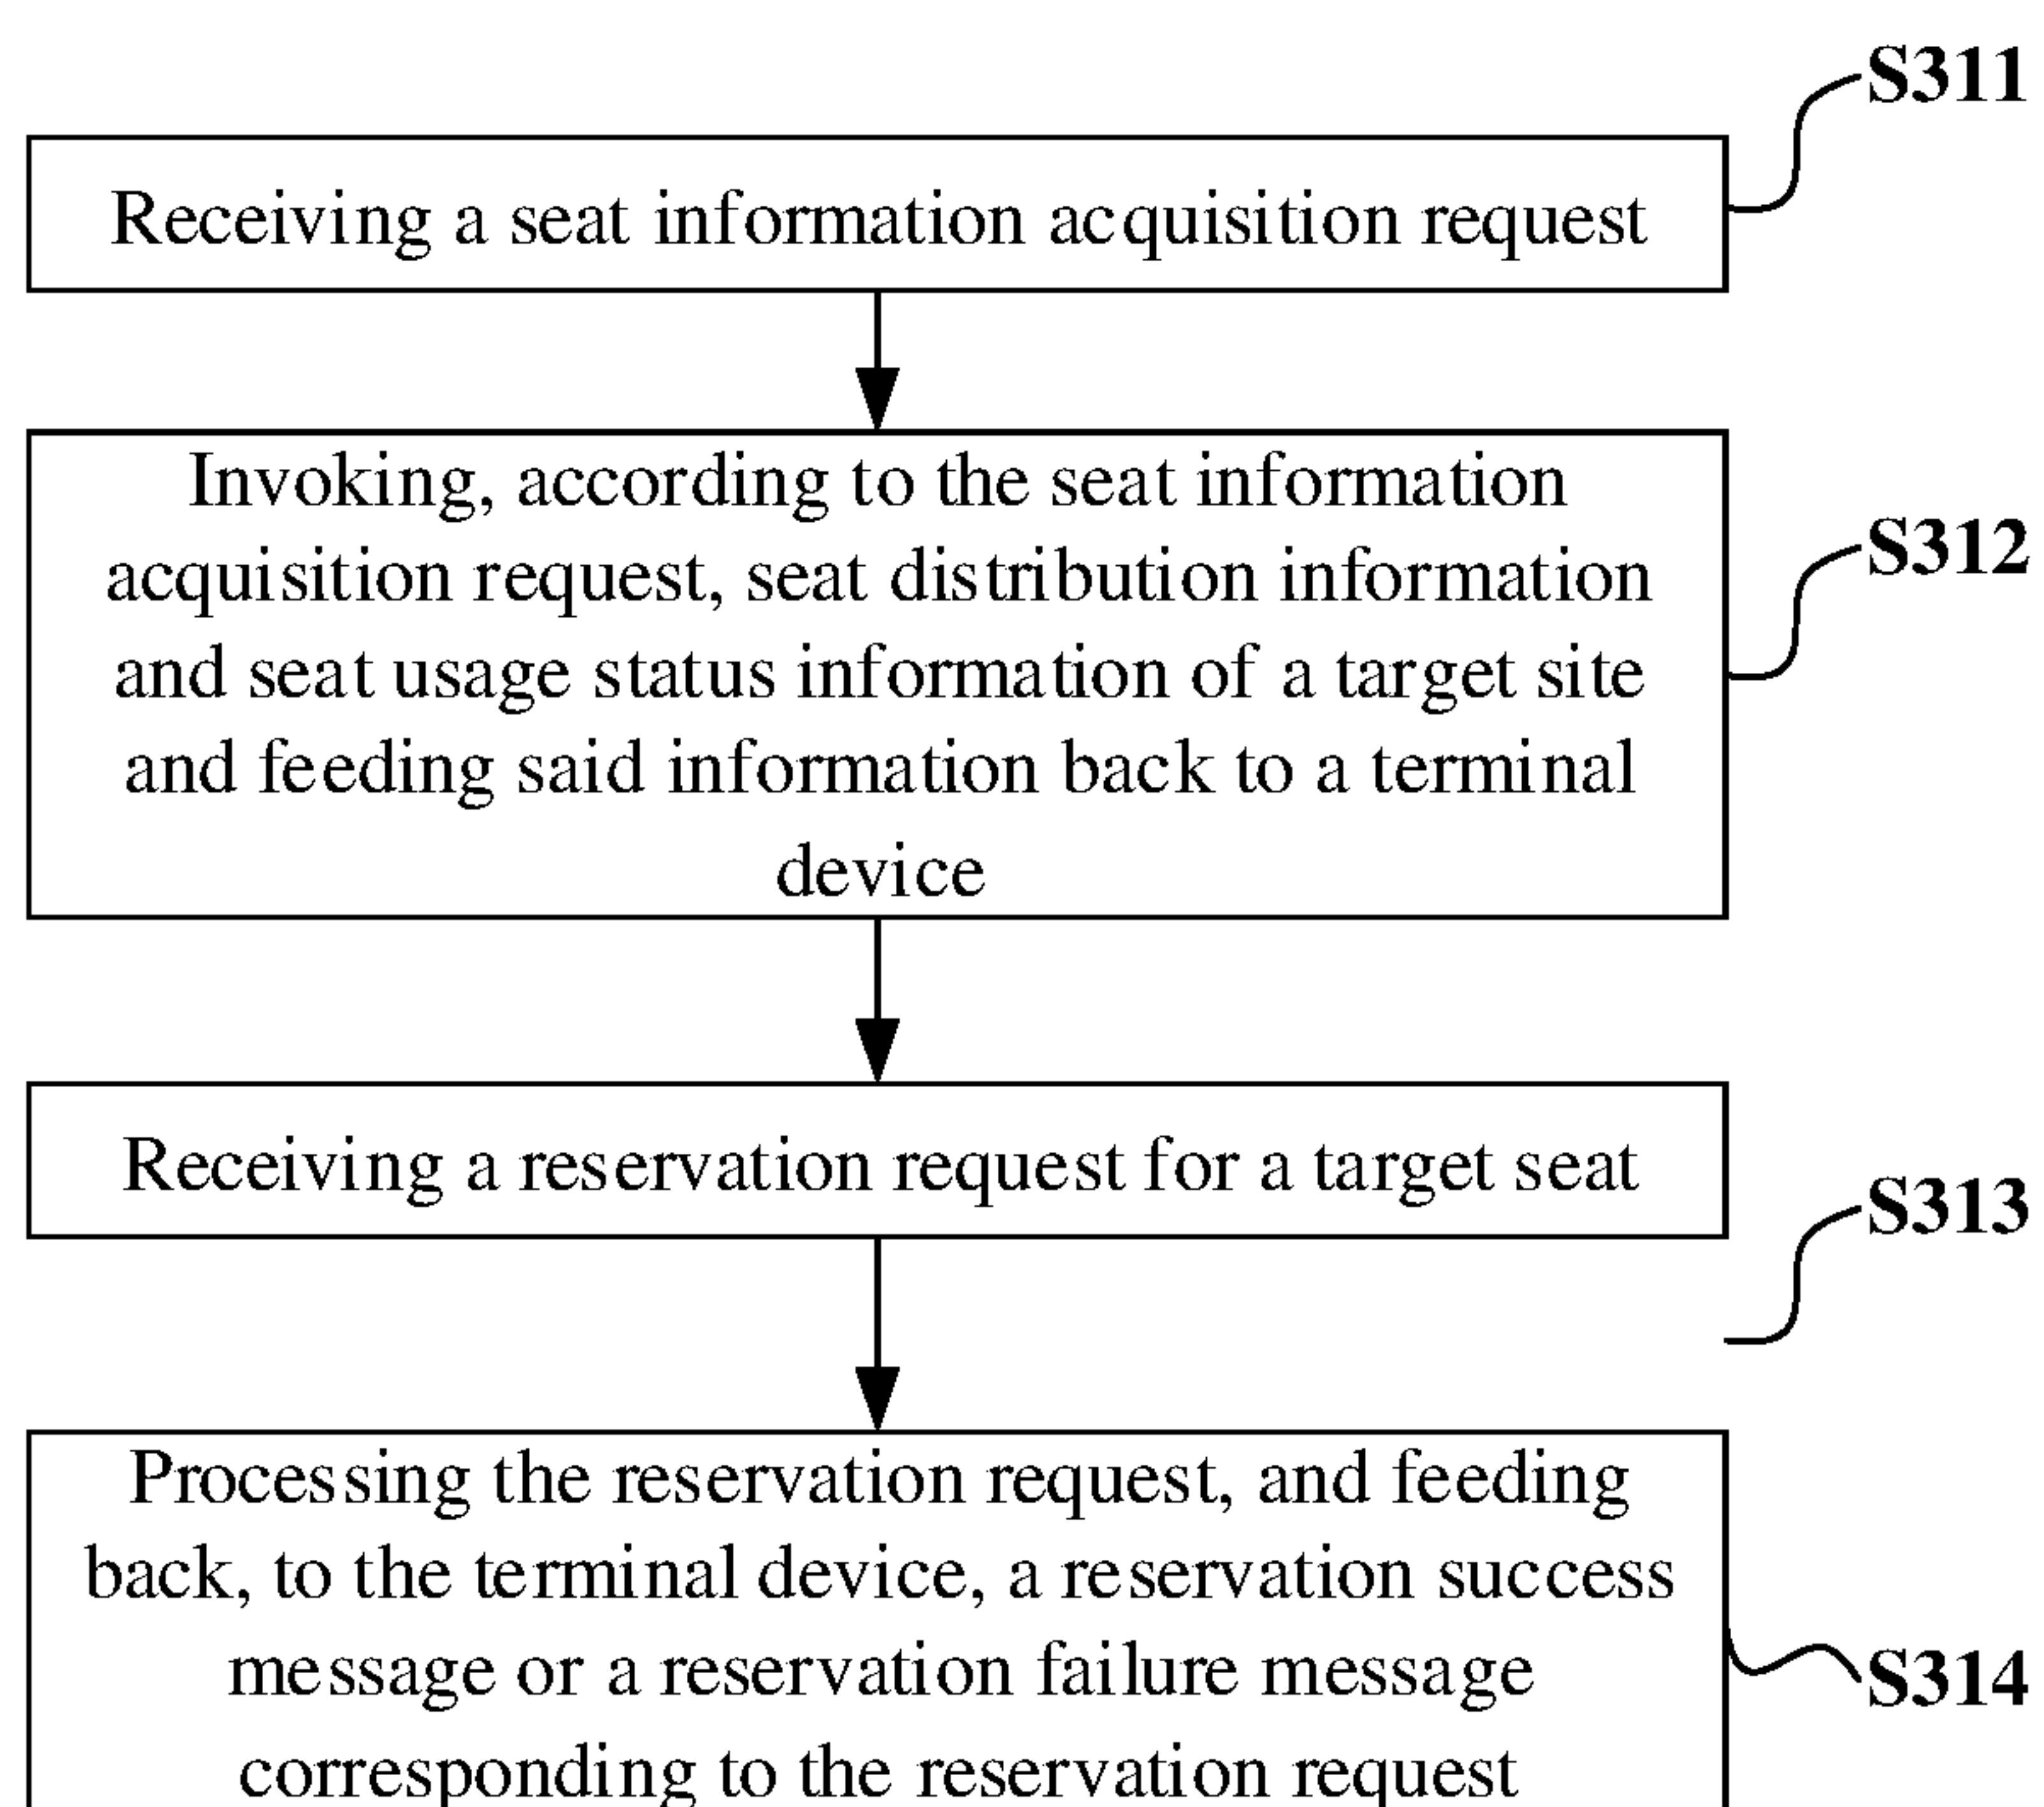 S311
Receiving a seat information acquisition request
Invoking, according to the seat information
acquisition request, seat distribution information
and seat usage status information of a target site
and feeding said information back to a terminal
device
S312
Receiving a reservation request for a target seat
S313
Processing the reservation request, and feeding
back, to the terminal device, a reservation success
message or a reservation failure message
corresponding to the reservation request
S314